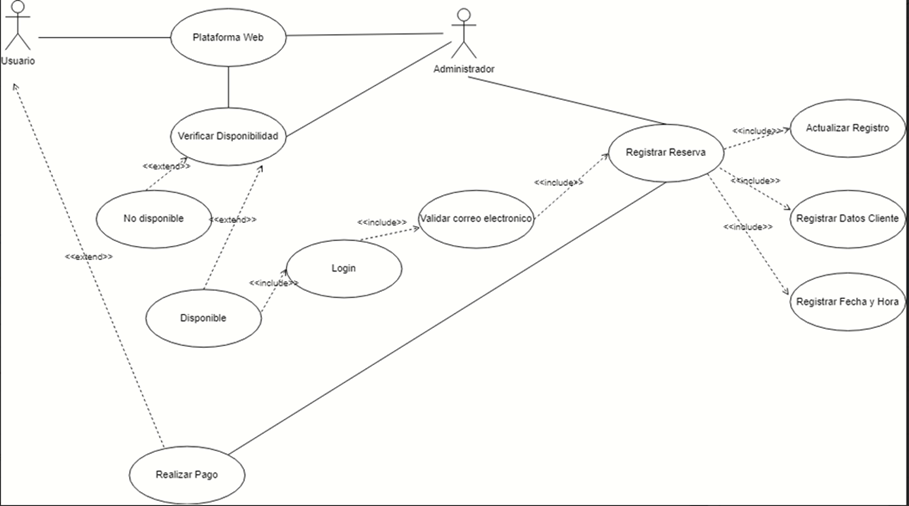 Usuario
Plataforma Web
Administrador
Verificar Disponibilidad
<<extend>>
No disponible
<<extend>>
<<extend>>
Disponible
<<include>>
Login
<<include>>
Validar correo electronico
<<include>>
Registrar Reserva
<<include>>
Actualizar Registro
<<include>>
Registrar Datos Cliente
<<include>>
Registrar Fecha y Hora
Realizar Pago